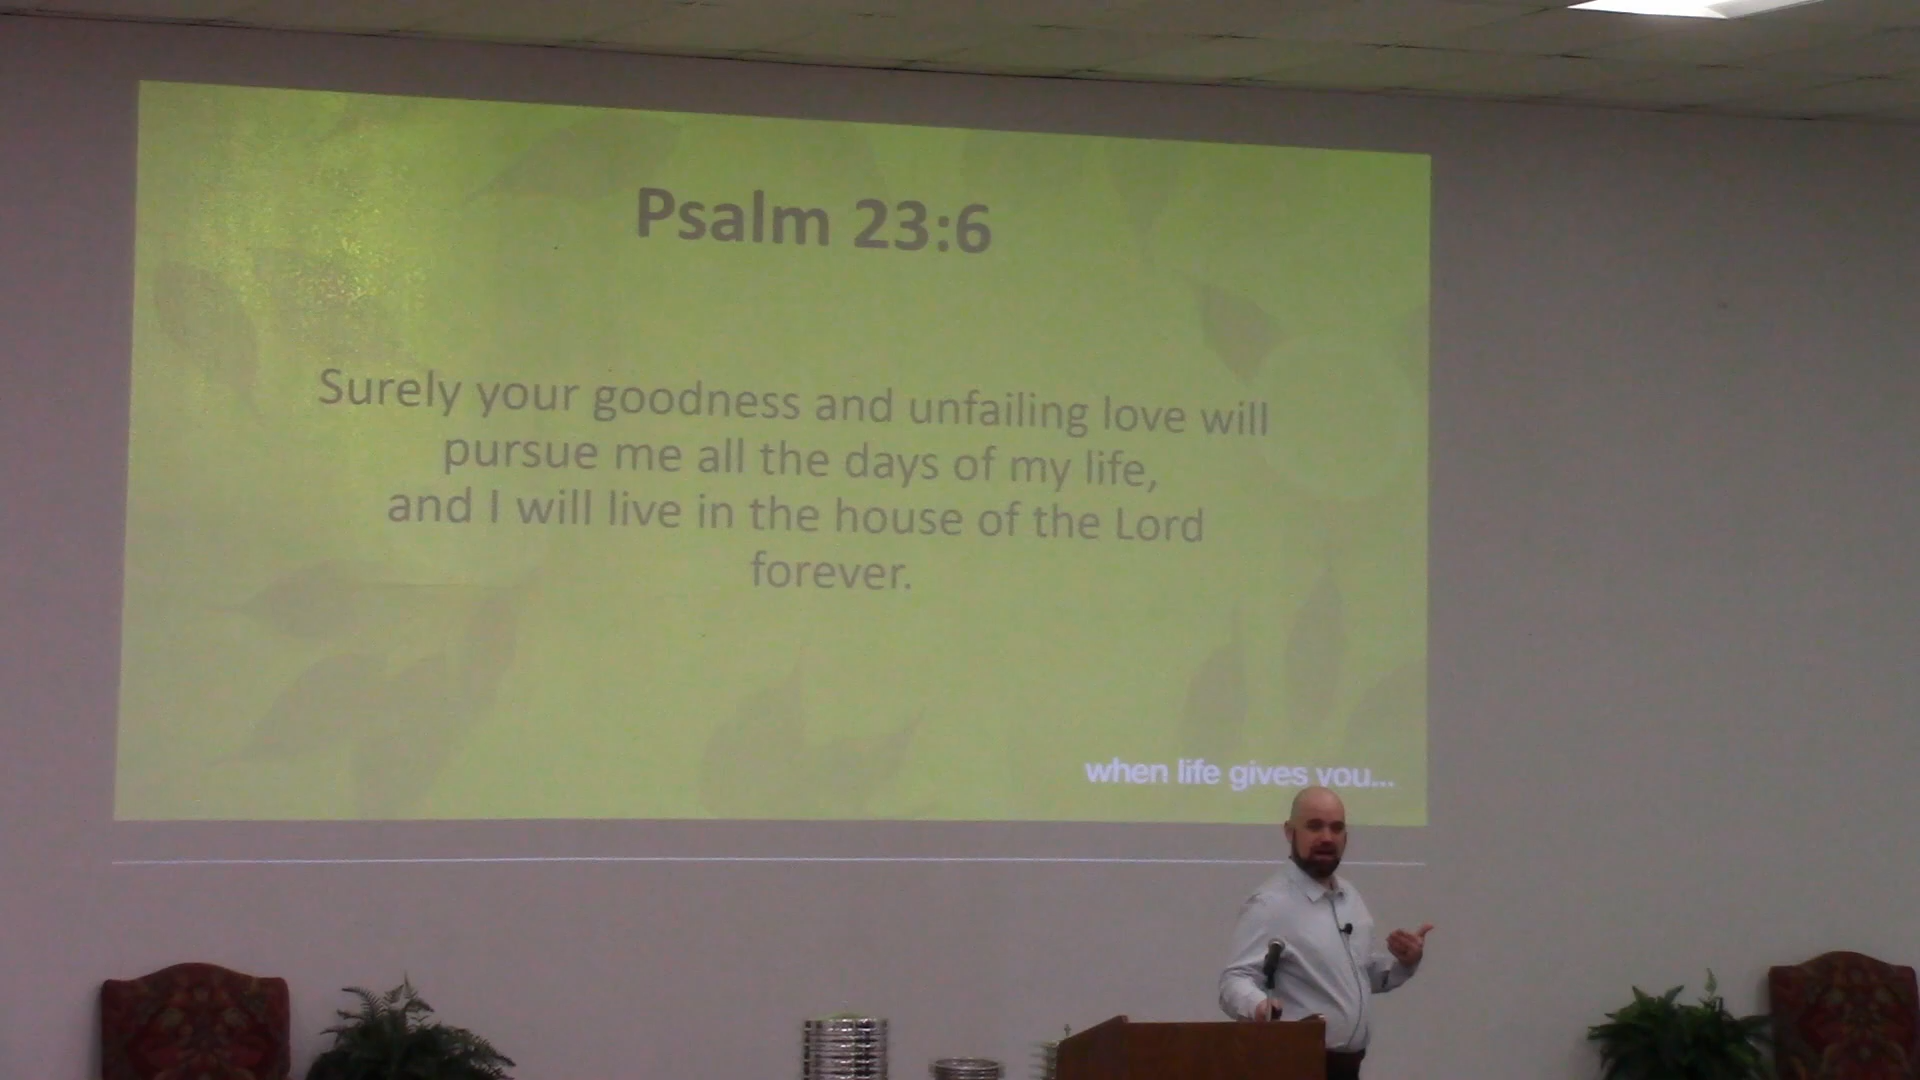 Psalm 23:6
Surely your goodness and unfailing love will
pursue me all the days of my life,
and I will live in the house of the Lord
forever.
when life gives you...